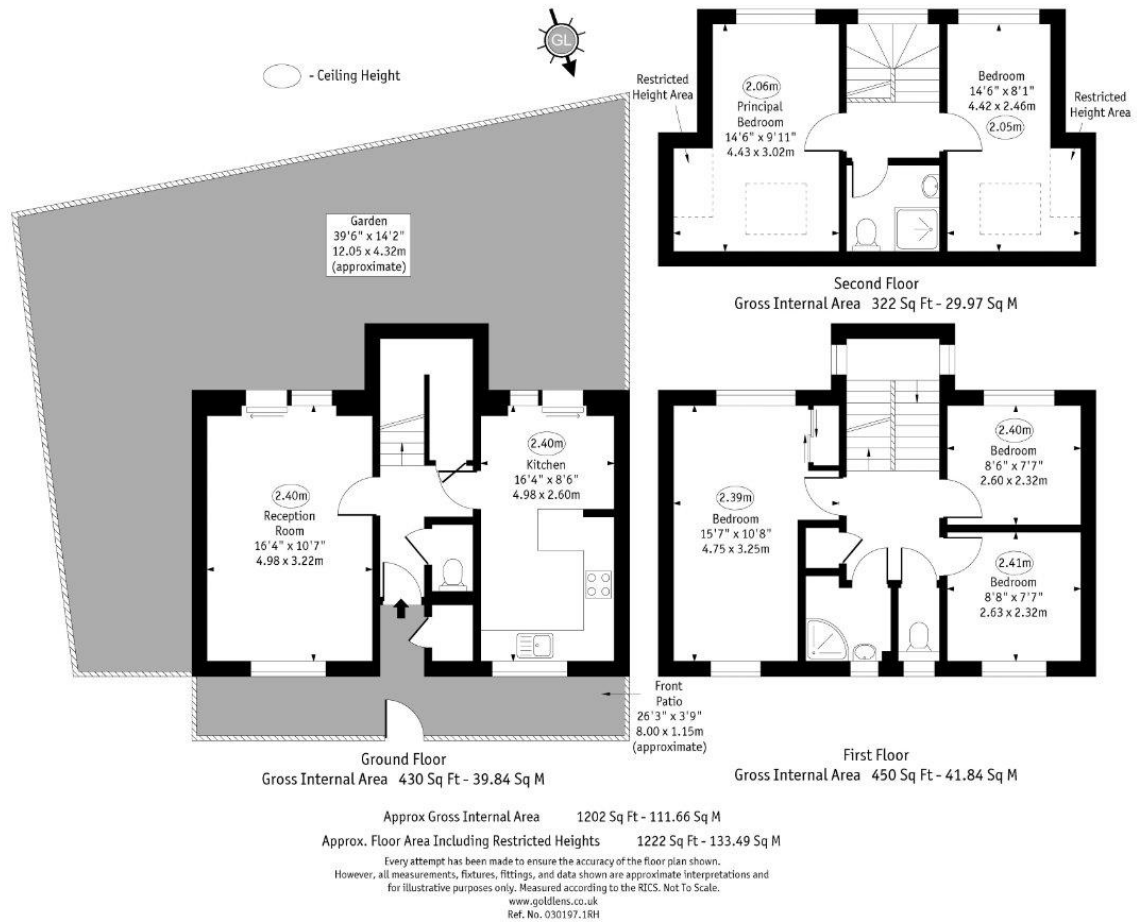 GL
- Ceiling Height
Garden
39'6" x 14'2"
12.05 x 4.32m
(approximate)
2.40m
Reception
Room
16'4" x 10'7"
4.98 x 3.22m
2.40m
Kitchen
16'4" x 8'6"
4.98 x 2.60m
Front
Patio
26'3" x 3'9"
8.00 x 1.15m
(approximate)
Ground Floor
Gross Internal Area 430 Sq Ft - 39.84 Sq M
Restricted
Height Area
2.06m
Principal
Bedroom
14'6" x 9'11"
4.43 x 3.02m
Bedroom
14'6" x 8'1"
4.42 x 2.46m
2.05m
Restricted
Height Area
Second Floor
Gross Internal Area 322 Sq Ft - 29.97 Sq M
2.39m
Bedroom
15'7" x 10'8"
4.75 x 3.25m
2.40m
Bedroom
8'6" x 7'7"
2.60 x 2.32m
2.41m
Bedroom
8'8" x 7'7"
2.63 x 2.32m
First Floor
Gross Internal Area 450 Sq Ft - 41.84 Sq M
Approx Gross Internal Area 1202 Sq Ft - 111.66 Sq M
Approx. Floor Area Including Restricted Heights 1222 Sq Ft - 133.49 Sq M
Every attempt has been made to ensure the accuracy of the floor plan shown.
However, all measurements, fixtures, fittings, and data shown are approximate interpretations and
for illustrative purposes only. Measured according to the RICS. Not To Scale.
www.goldlens.co.uk
Ref. No. 030197.1RH